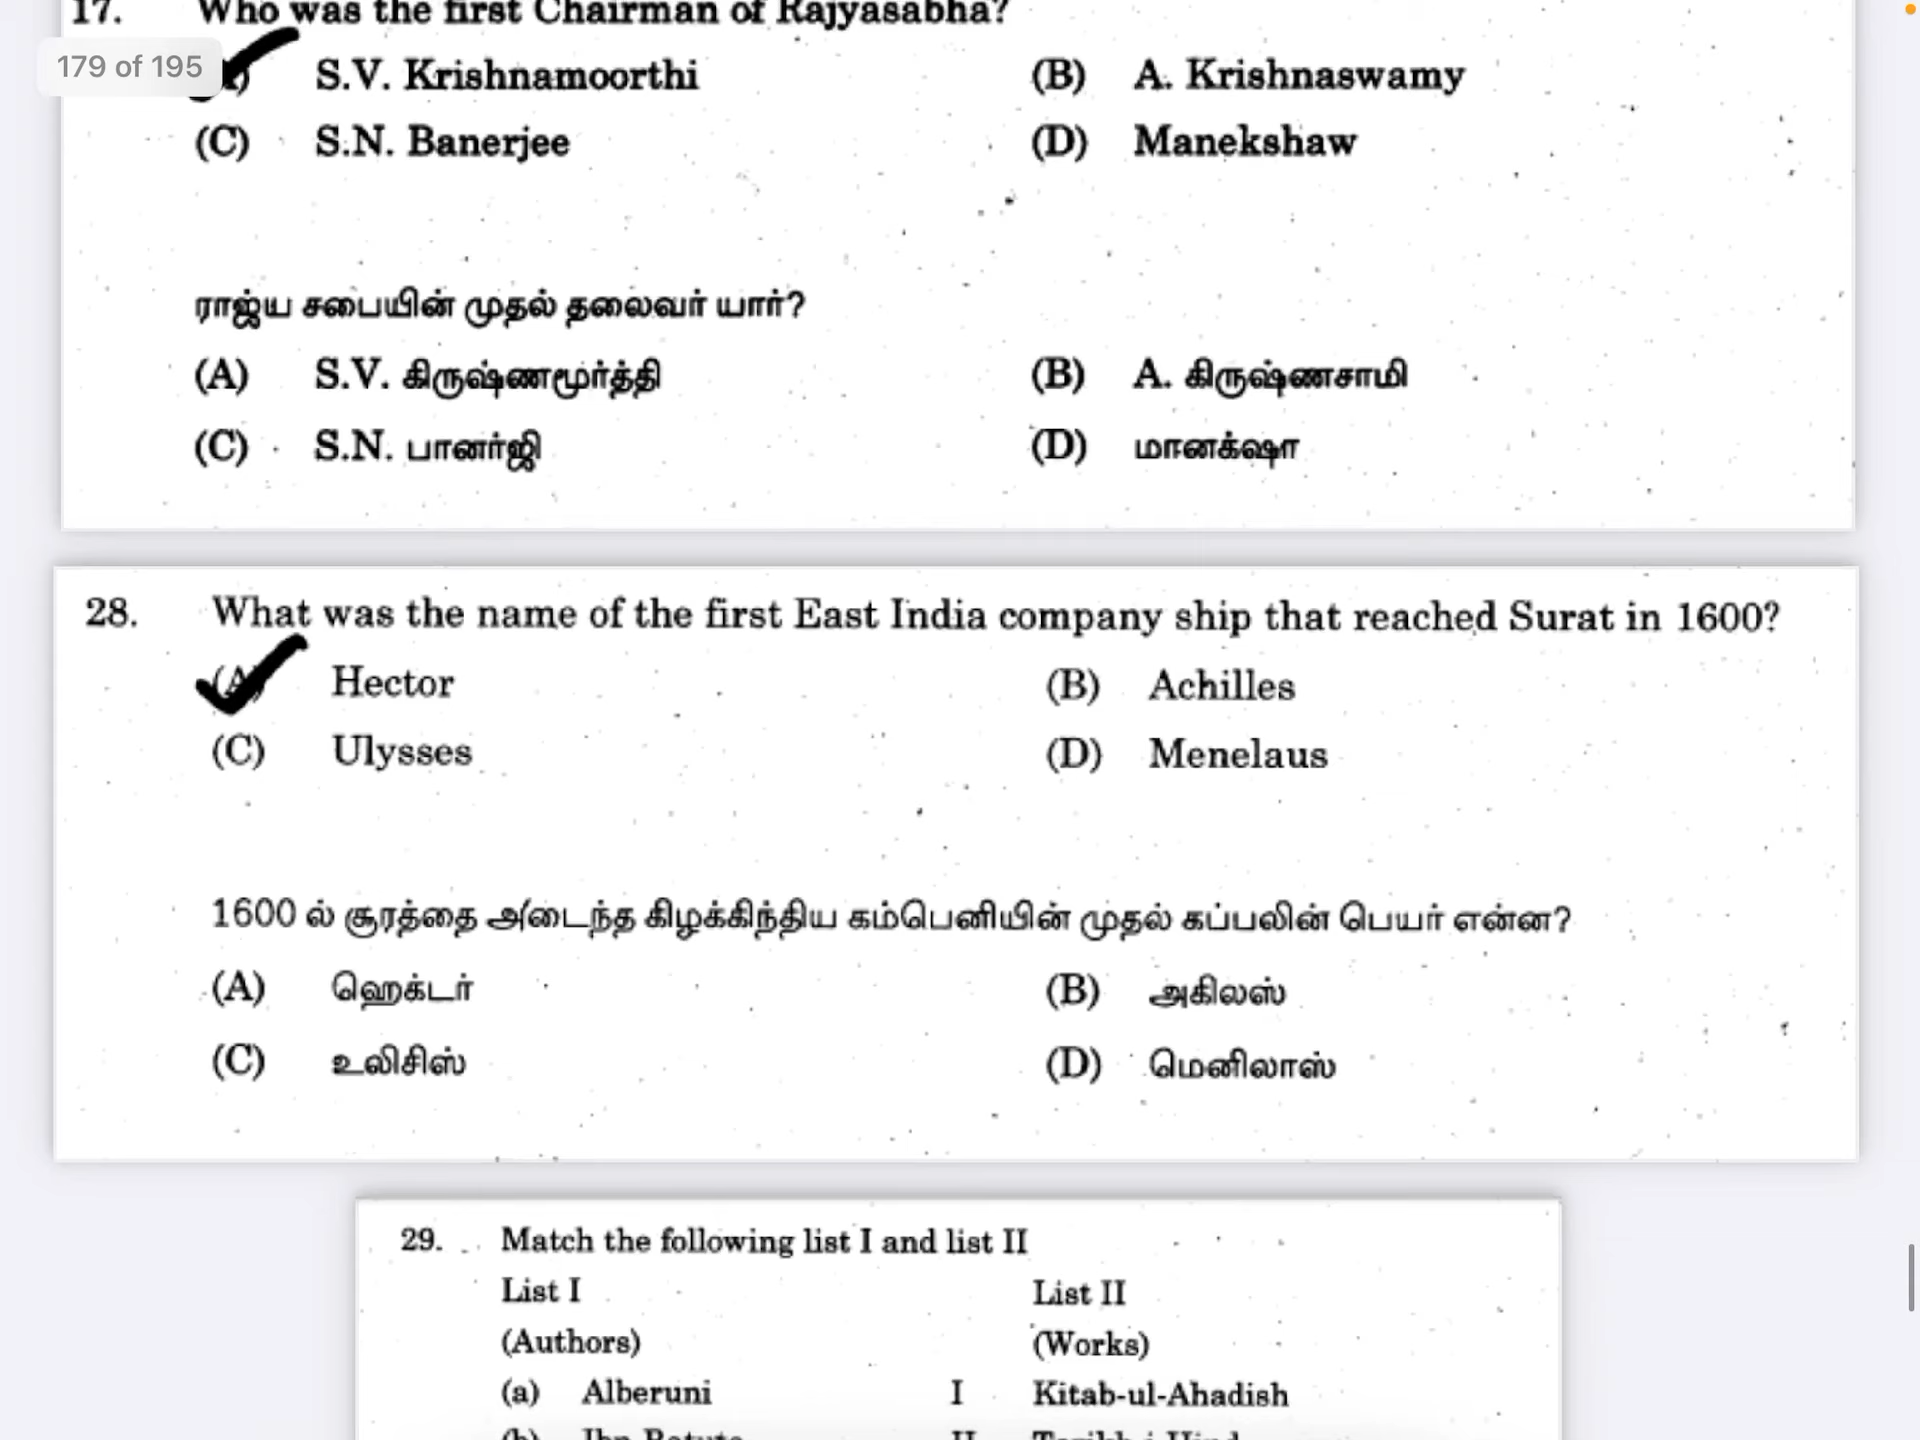 17. Who was the first Chairman of Rajyasabha?
179 of 195
S.V. Krishnamoorthi (B) A. Krishnaswamy
(C) S.N. Banerjee (D) Manekshaw
ராஜ்ய சபையின் முதல் தலைவர் யார்?
(A) S.V. கிருஷ்ணமூர்த்தி (B) A. கிருஷ்ணசாமி
(C) S.N. பானர்ஜி (D) மானக்ஷா
28. What was the name of the first East India company ship that reached Surat in 1600?
(A) Hector (B) Achilles
(C) Ulysses (D) Menelaus
1600 ல் சூரத்தை அடைந்த கிழக்கிந்திய கம்பெனியின் முதல் கப்பலின் பெயர் என்ன?
(A) ஹெக்டர் (B) அகிலஸ்
(C) உலிசிஸ் (D) மெனிலாஸ்
29. Match the following list I and list II
List I List II
(Authors) (Works)
(a) Alberuni I Kitab-ul-Ahadish